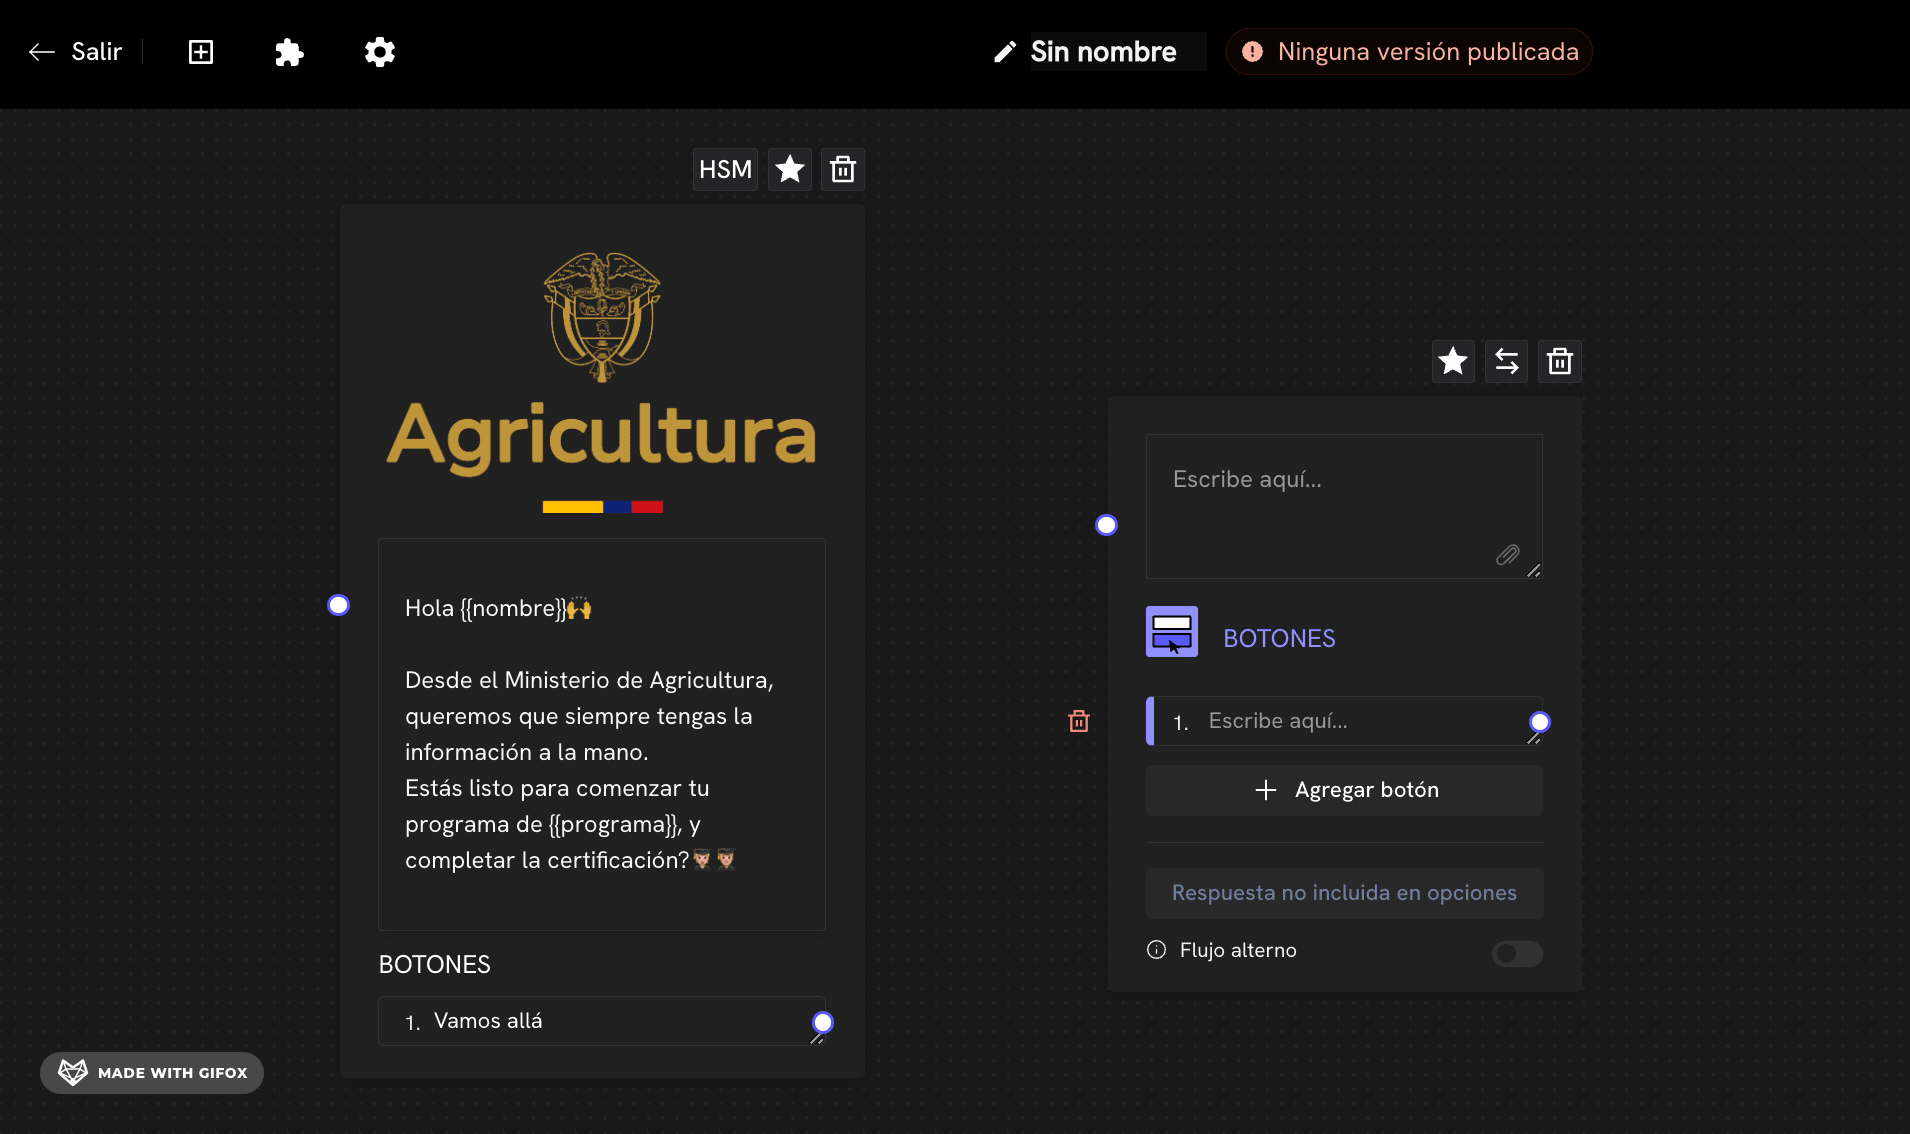 Salir
Sin nombre
Ninguna versión publicada
HSM
Agricultura
Hola {{nombre}}🙌
Desde el Ministerio de Agricultura,
queremos que siempre tengas la
información a la mano.
Estás listo para comenzar tu
programa de {{programa}}, y
completar la certificación?👨🏼‍🎓👨🏼‍🎓
BOTONES
1. Vamos allá
Escribe aquí...
BOTONES
1. Escribe aquí...
Agregar botón
Respuesta no incluida en opciones
Flujo alterno
MADE WITH GIFOX